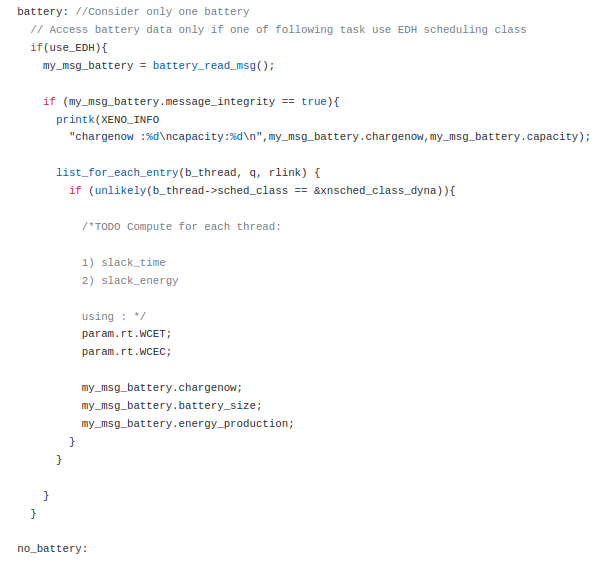 battery: //Consider only one battery
// Access battery data only if one of following task use EDH scheduling class
if(use_EDH){
my_msg_battery = battery_read_msg();
if (my_msg_battery.message_integrity == true){
printk(XENO_INFO
"chargenow :%d\ncapacity:%d\n",my_msg_battery.chargenow,my_msg_battery.capacity);
list_for_each_entry(b_thread, q, rlink) {
if (unlikely(b_thread->sched_class == &xnsched_class_dyna)){
/*TODO Compute for each thread:
1) slack_time
2) slack_energy
using : */
param.rt.WCET;
param.rt.WCEC;
my_msg_battery.chargenow;
my_msg_battery.battery_size;
my_msg_battery.energy_production;
}
}
}
}
no_battery: